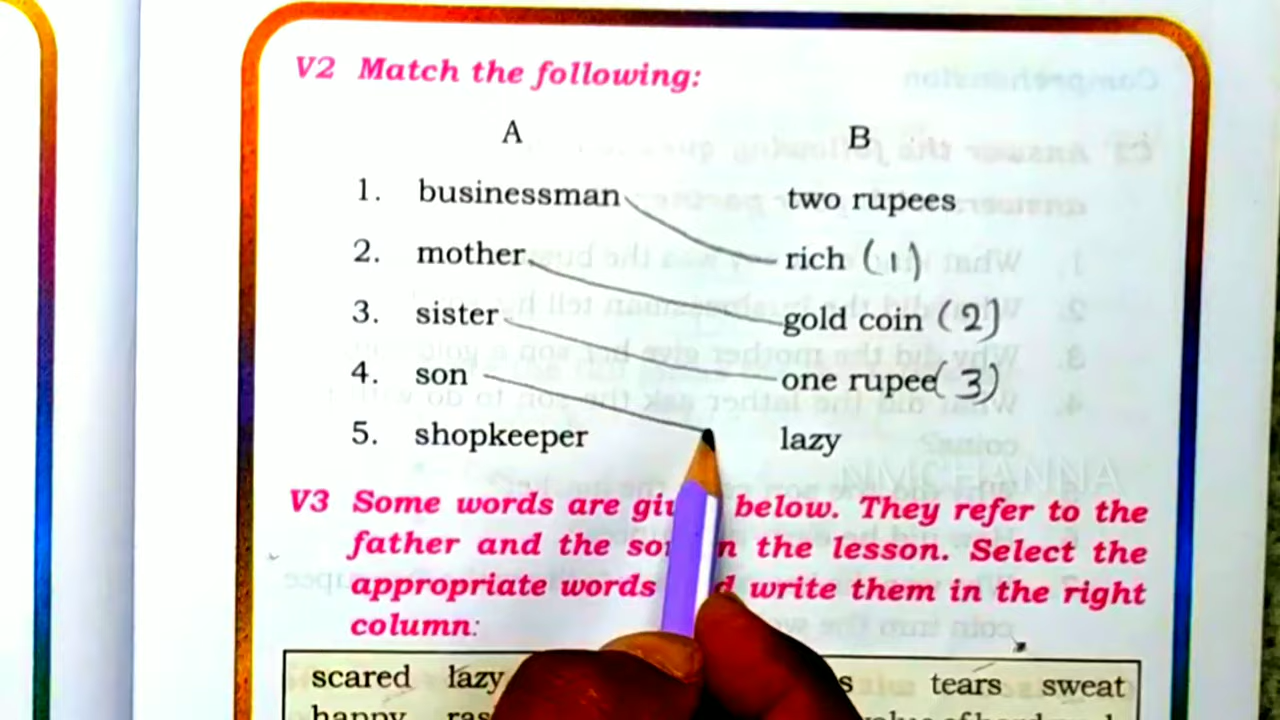 V2 Match the following:
A B
1. businessman two rupees
2. mother rich (1)
3. sister gold coin (2)
4. son one rupee (3)
5. shopkeeper lazy
NMCHANNA
V3 Some words are below. They refer to the
father and the the lesson. Select the
appropriate words write them in the right
column:
scared lazy tears sweat
happy